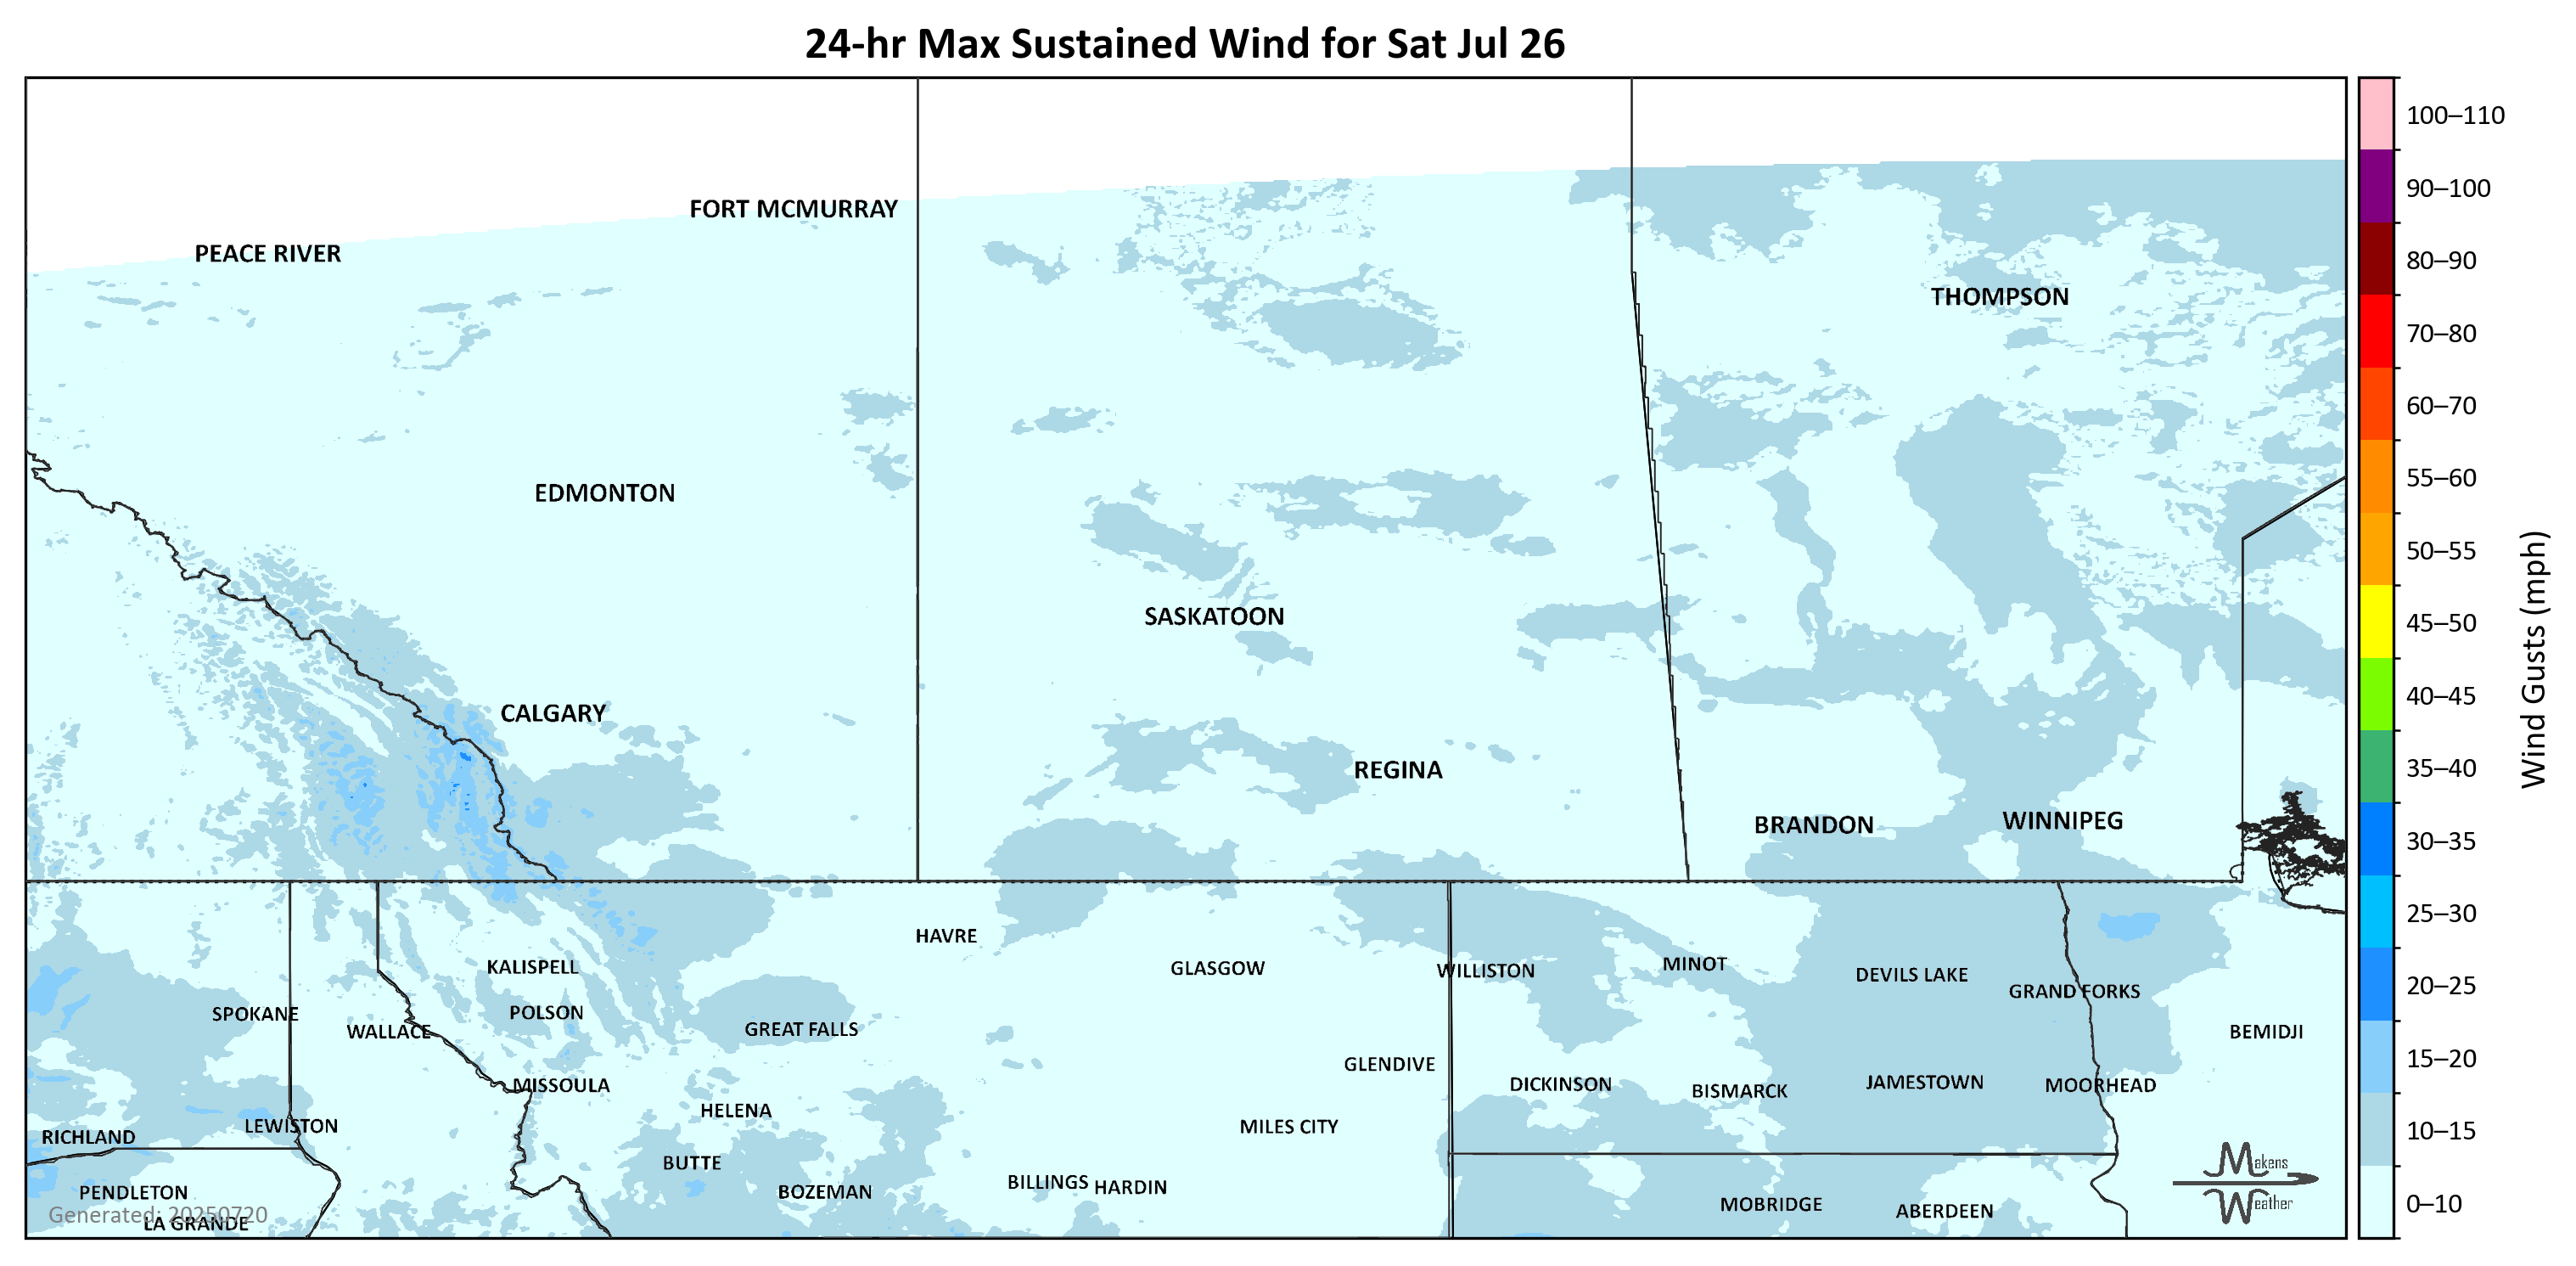 24-hr Max Sustained Wind for Sat Jul 26
FORT MCMURRAY
PEACE RIVER
THOMPSON
EDMONTON
SASKATOON
CALGARY
REGINA
BRANDON
WINNIPEG
HAVRE
KALISPELL
GLASGOW
WILLISTON
MINOT
DEVILS LAKE
GRAND FORKS
SPOKANE
POLSON
WALLACE
GREAT FALLS
BEMIDJI
GLENDIVE
MISSOULA
DICKINSON
BISMARCK
JAMESTOWN
MOORHEAD
HELENA
LEWISTON
MILES CITY
RICHLAND
BUTTE
PENDLETON
BOZEMAN
BILLINGS
HARDIN
MOBRIDGE
ABERDEEN
Generated: 20250720
LA GRANDE
Makens
Weather
100–110
90–100
80–90
70–80
60–70
55–60
50–55
45–50
40–45
35–40
30–35
25–30
20–25
15–20
10–15
0–10
Wind Gusts (mph)